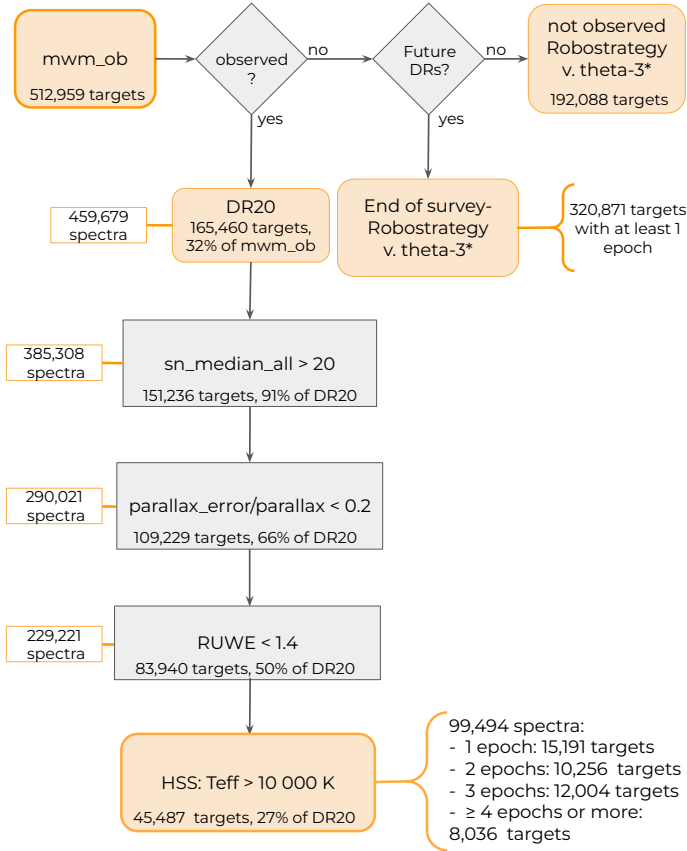 mwm_ob
512,959 targets
observed
?
no
Future
DRs?
no
not observed
Robostrategy
v. theta-3*
192,088 targets
yes
yes
459,679
spectra
DR20
165,460 targets,
32% of mwm_ob
End of survey-
Robostrategy
v. theta-3*
320,871 targets
with at least 1
epoch
385,308
spectra
sn_median_all > 20
151,236 targets, 91% of DR20
290,021
spectra
parallax_error/parallax < 0.2
109,229 targets, 66% of DR20
229,221
spectra
RUWE < 1.4
83,940 targets, 50% of DR20
HSS: Teff > 10 000 K
45,487 targets, 27% of DR20
99,494 spectra:
- 1 epoch: 15,191 targets
- 2 epochs: 10,256 targets
- 3 epochs: 12,004 targets
- ≥ 4 epochs or more:
8,036 targets